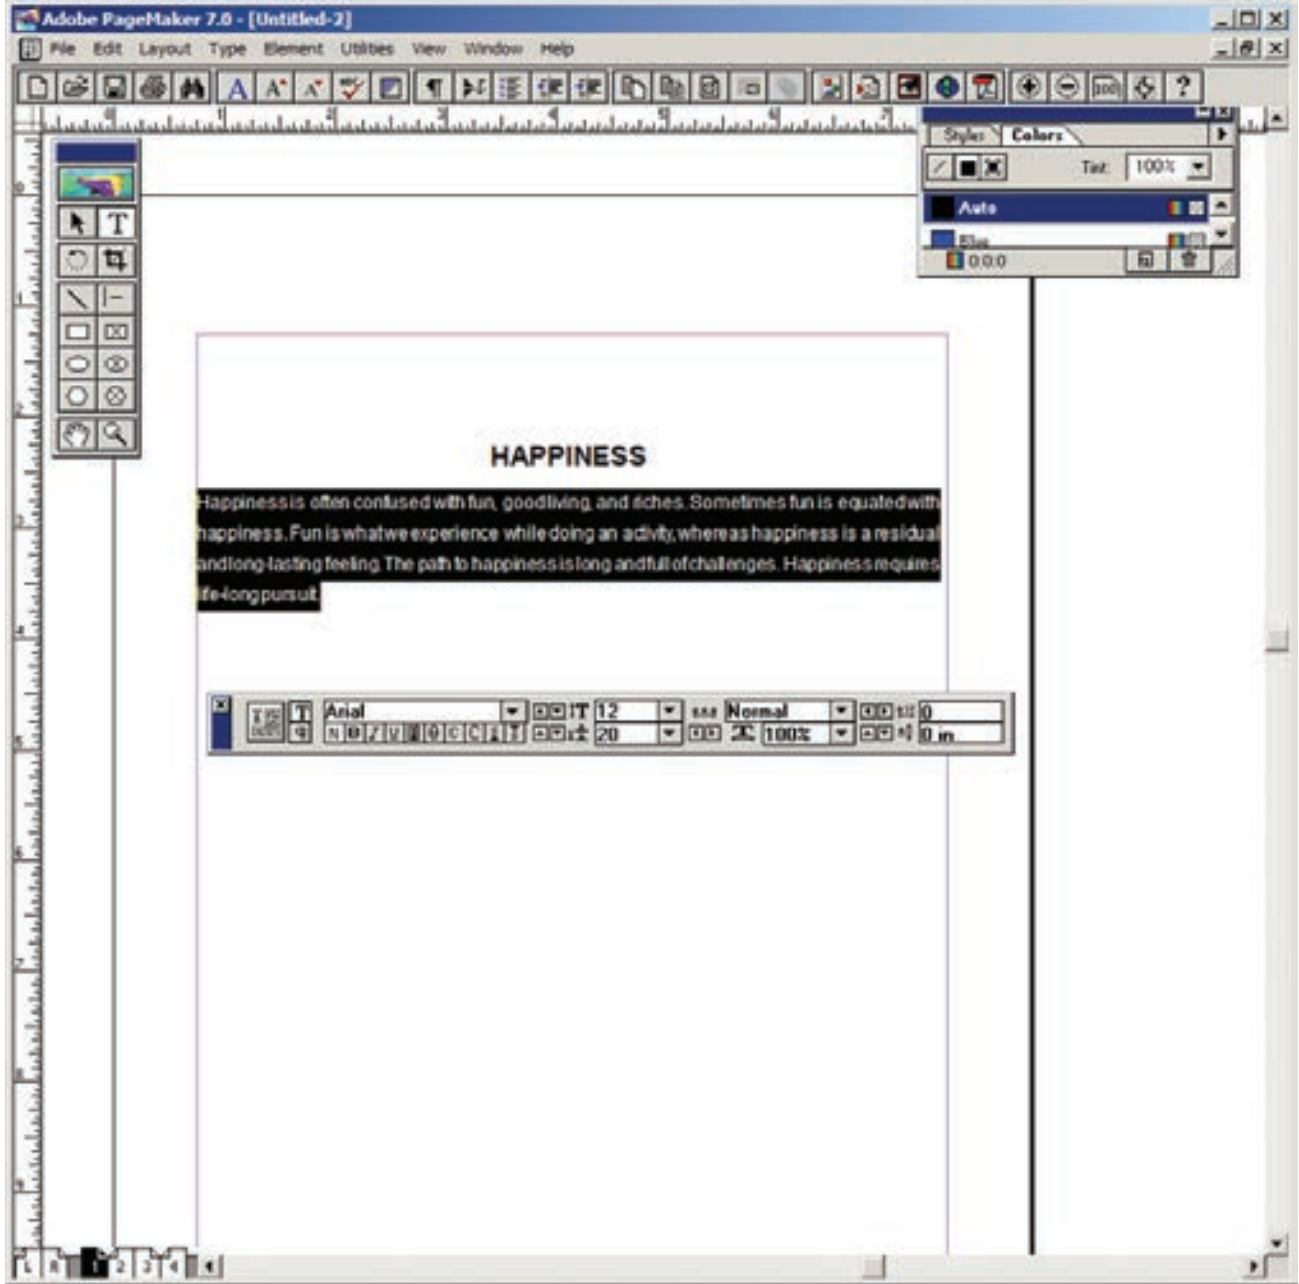 Adobe PageMaker 7.0 - [Untitled-2]
File Edit Layout Type Element Utilities View Window Help
Styles Colors
Tint: 100%
Auto
Blue
0:0:0
T
HAPPINESS
Happiness is often confused with fun, good living, and riches. Sometimes fun is equated with
happiness. Fun is what we experience while doing an activity, whereas happiness is a residual
and long-lasting feeling. The path to happiness is long and full of challenges. Happiness requires
life-long pursuit.
Arial 12 Normal 0
20 100% 0 in
L R 1 2 3 4